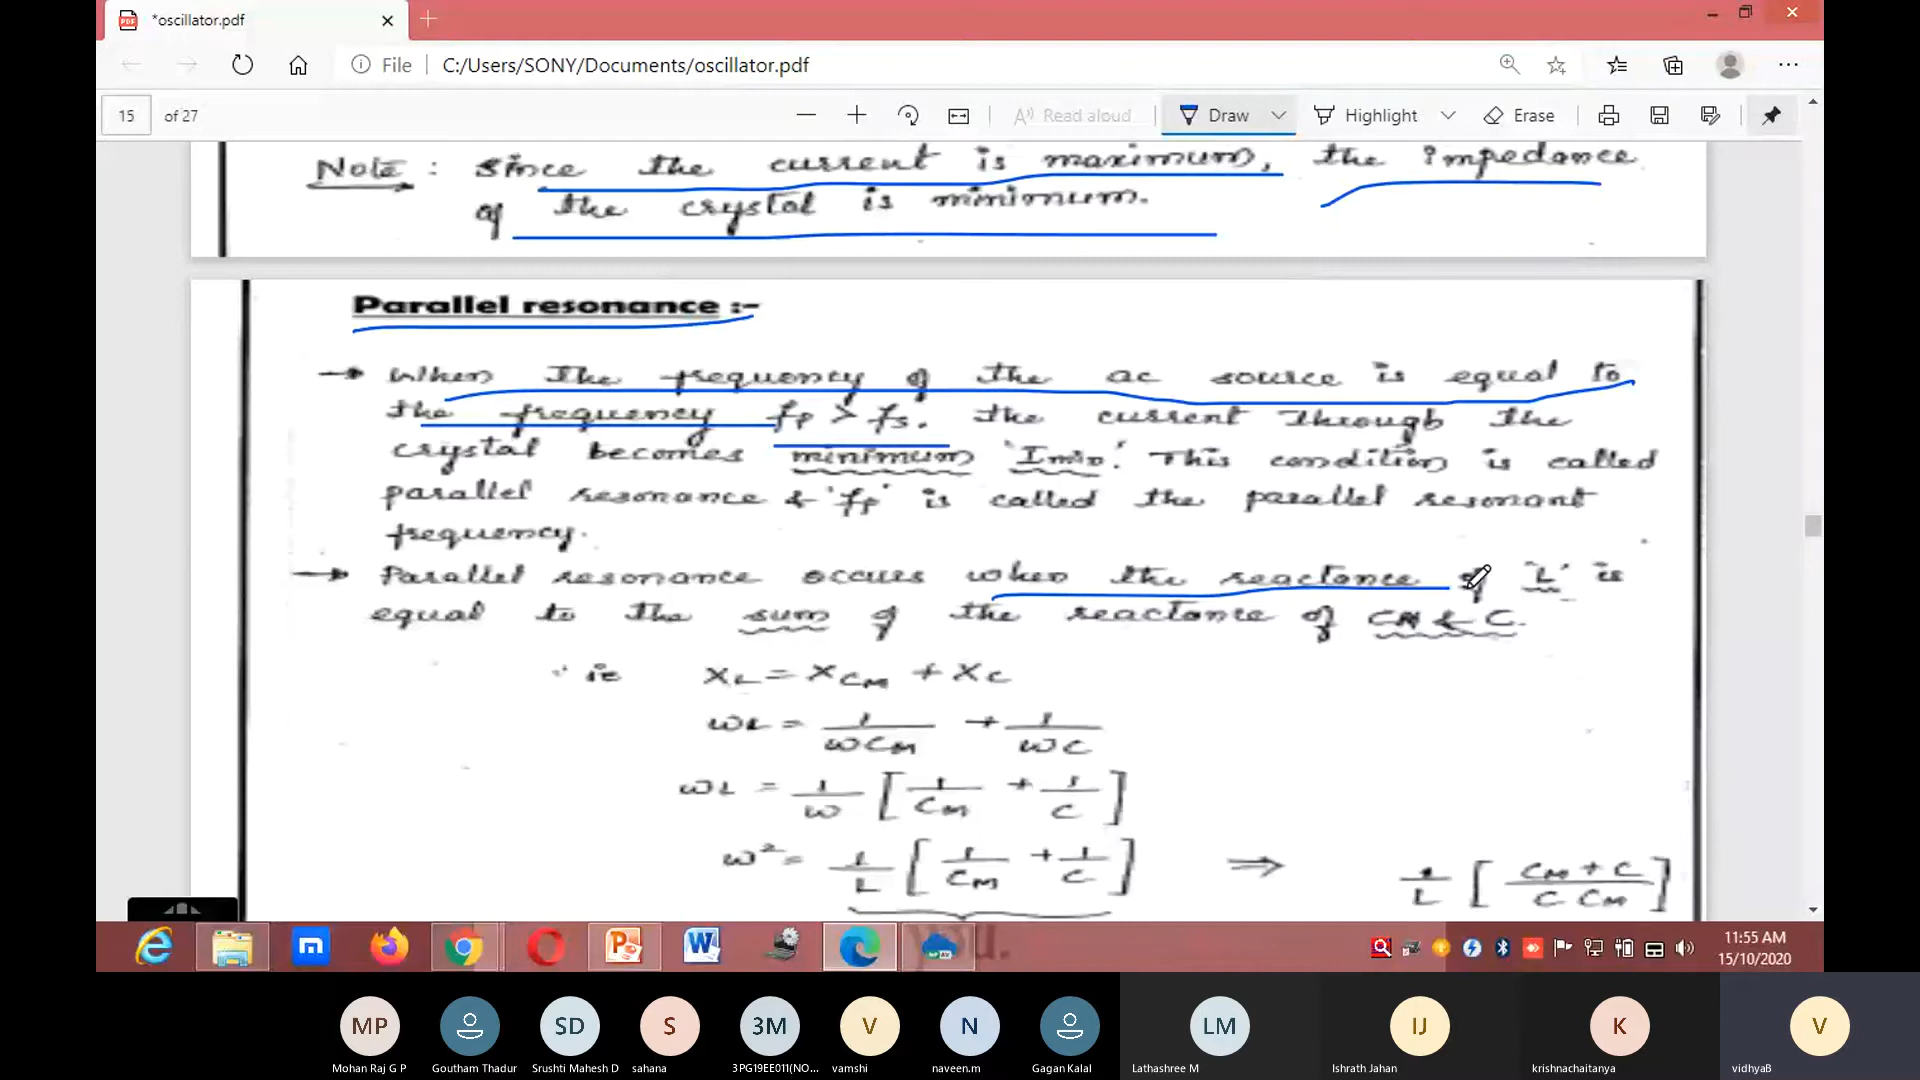 *oscillator.pdf
File
C:/Users/SONY/Documents/oscillator.pdf
15 of 27
Read aloud
Draw
Highlight
Erase
Note : Since the current is maximum, the impedance
of the crystal is minimum.
Parallel resonance :-
→ When the frequency of the ac source is equal to
the frequency fp > fs. the current through the
crystal becomes minimum 'Imin'. This condition is called
parallel resonance & 'fp' is called the parallel resonant
frequency.
→ Parallel resonance occurs when the reactance of 'L' is
equal to the sum of the reactance of CM & C.
ie XL = XCM + XC
ωL = 1/ωCM + 1/ωC
ωL = 1/ω [1/CM + 1/C]
ω² = 1/L [1/CM + 1/C] ⇒ 1/L [CM + C / C CM]
you.
11:55 AM
15/10/2020
MP
SD
S
3M
V
N
LM
IJ
K
V
Mohan Raj G P
Goutham Thadur
Srushti Mahesh D
sahana
3PG19EE011(NO...
vamshi
naveen.m
Gagan Kalal
Lathashree M
Ishrath Jahan
krishnachaitanya
vidhyaB